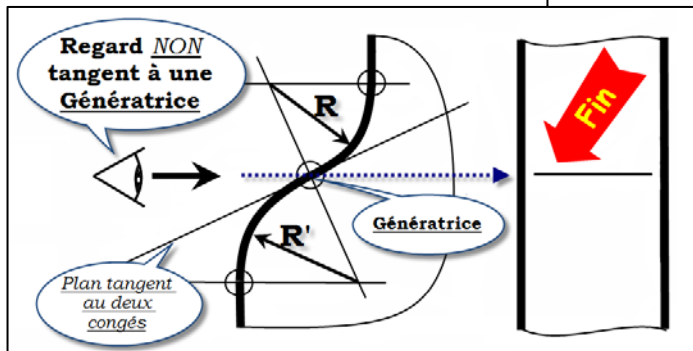 Regard NON
tangent à une
Génératrice
R
Fin
Génératrice
R'
Plan tangent
au deux
congés